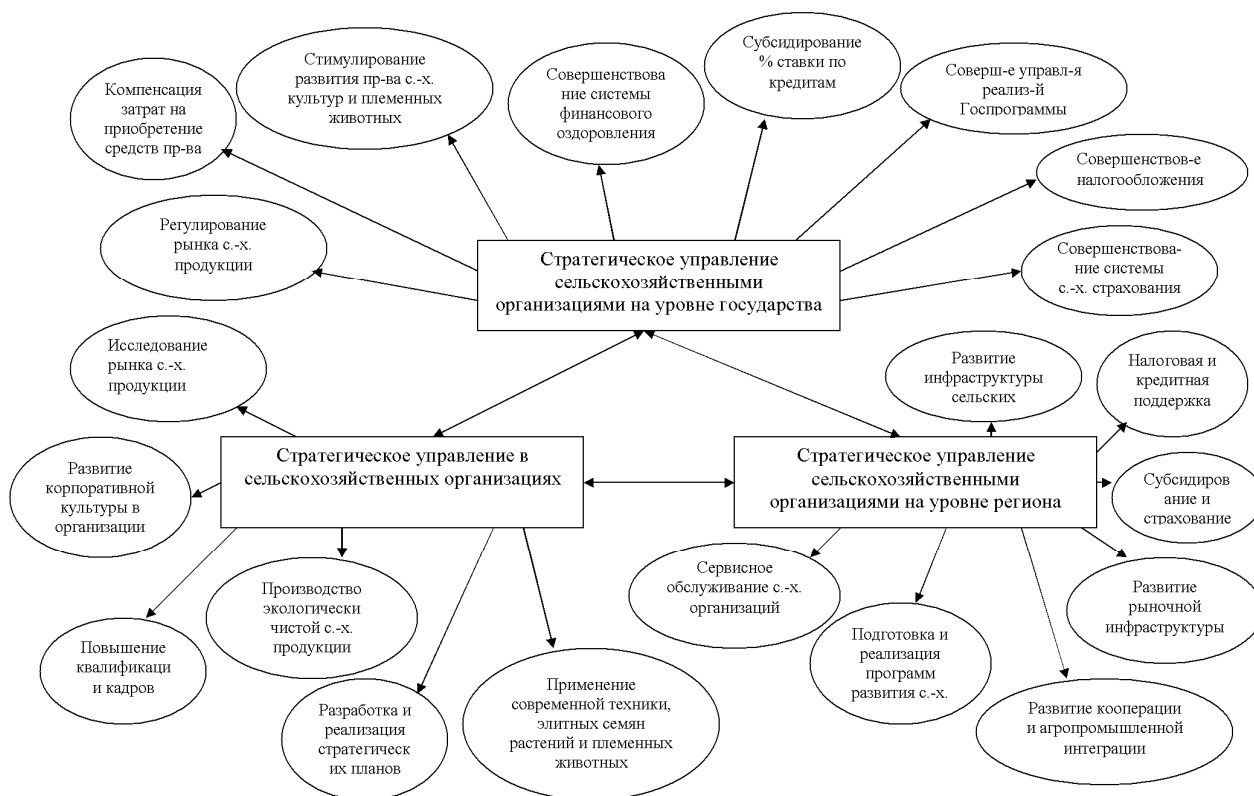 Стимулирование
развития пр-ва с.-х.
культур и племенных
животных
Субсидирование
% ставки по
кредитам
Совершенствова
ние системы
финансового
оздоровления
Соверш-е управл-я
реализ-й
Госпрограммы
Компенсация
затрат на
приобретение
средств пр-ва
Совершенствов-е
налогообложения
Регулирование
рынка с.-х.
продукции
Совершенствова-
ние системы
с.-х. страхования
Стратегическое управление
сельскохозяйственными
организациями на уровне государства
Исследование
рынка с.-х.
продукции
Развитие
инфраструктуры
сельских
Налоговая и
кредитная
поддержка
Стратегическое управление в
сельскохозяйственных организациях
Стратегическое управление
сельскохозяйственными
организациями на уровне региона
Развитие
корпоративной
культуры в
организации
Субсидиров
ание и
страхование
Производство
экологически
чистой с.-х.
продукции
Сервисное
обслуживание с.-х.
организаций
Развитие
рыночной
инфраструктуры
Повышение
квалификаци
и кадров
Подготовка и
реализация
программ
развития с.-х.
Разработка и
реализация
стратегическ
их планов
Применение
современной техники,
элитных семян
растений и племенных
животных
Развитие кооперации
и агропромышленной
интеграции